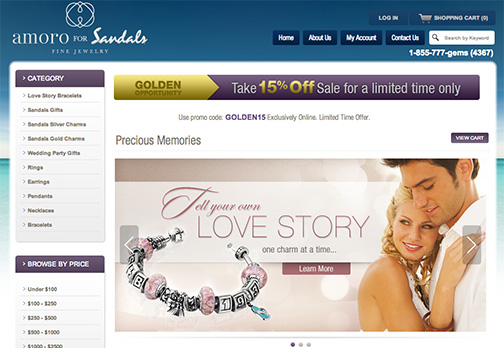 LOG IN
SHOPPING CART (0)
amoro FOR Sandals
FINE JEWELRY
Home
About Us
My Account
Contact Us
Search by Keyword
1-855-777-gems (4367)
CATEGORY
Love Story Bracelets
Sandals Gifts
Sandals Silver Charms
Sandals Gold Charms
Wedding Party Gifts
Rings
Earrings
Pendants
Necklaces
Bracelets
BROWSE BY PRICE
Under $100
$100 - $250
$250 - $500
$500 - $1000
$1000 - $2500
GOLDEN
OPPORTUNITY
Take 15% Off Sale for a limited time only
Use promo code: GOLDEN15 Exclusively Online. Limited Time Offer.
Precious Memories
VIEW CART
Tell your own
LOVE STORY
one charm at a time...
Learn More